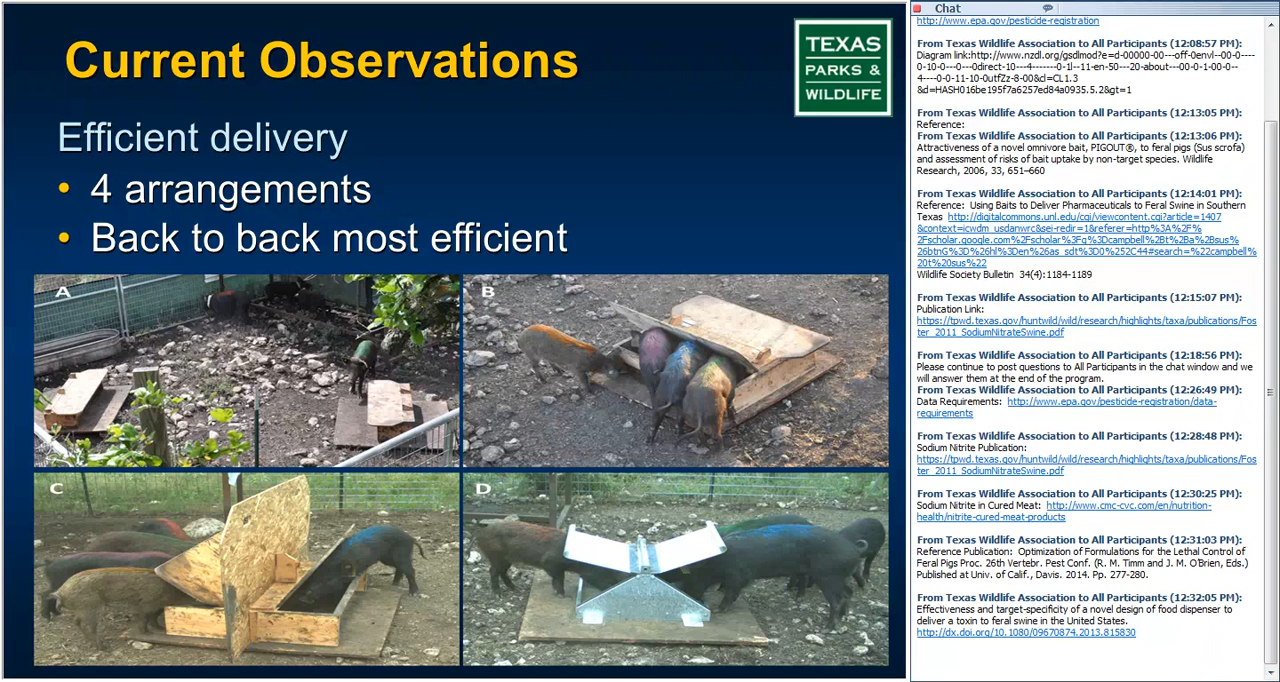 Current Observations
TEXAS
PARKS &
WILDLIFE
Efficient delivery
• 4 arrangements
• Back to back most efficient
A
B
C
D
Chat
http://www.epa.gov/pesticide-registration
From Texas Wildlife Association to All Participants (12:08:57 PM):
Diagram link:http://www.nzdl.org/gsdlmod?e=d-00000-00---off-0envl--00-0----
0-10-0---0---0direct-10---4-------0-1l--11-en-50---20-about---00-0-1-00-0--
4----0-0-11-10-0utfZz-8-00&cl=CL1.3
&d=HASH016be195f7a6257ed84a0935.5.2&gt=1
From Texas Wildlife Association to All Participants (12:13:05 PM):
Reference:
From Texas Wildlife Association to All Participants (12:13:06 PM):
Attractiveness of a novel omnivore bait, PIGOUT®, to feral pigs (Sus scrofa)
and assessment of risks of bait uptake by non-target species. Wildlife
Research, 2006, 33, 651–660
From Texas Wildlife Association to All Participants (12:14:01 PM):
Reference: Using Baits to Deliver Pharmaceuticals to Feral Swine in Southern
Texas http://digitalcommons.unl.edu/cgi/viewcontent.cgi?article=1407
&context=icwdm_usdanwrc&sei-redir=1&referer=http%3A%2F%
2Fscholar.google.com%2Fscholar%3Fq%3Dcampbell%2Bt%2Ba%2Bsus%
26btnG%3D%26hl%3Den%26as_sdt%3D0%252C44#search=%22campbell%
20t%20sus%22
Wildlife Society Bulletin 34(4):1184-1189
From Texas Wildlife Association to All Participants (12:15:07 PM):
Publication Link:
https://tpwd.texas.gov/huntwild/wild/research/highlights/taxa/publications/Fos
ter_2011_SodiumNitrateSwine.pdf
From Texas Wildlife Association to All Participants (12:18:56 PM):
Please continue to post questions to All Participants in the chat window and we
will answer them at the end of the program.
From Texas Wildlife Association to All Participants (12:26:49 PM):
Data Requirements: http://www.epa.gov/pesticide-registration/data-
requirements
From Texas Wildlife Association to All Participants (12:28:48 PM):
Sodium Nitrite Publication:
https://tpwd.texas.gov/huntwild/wild/research/highlights/taxa/publications/Fos
ter_2011_SodiumNitrateSwine.pdf
From Texas Wildlife Association to All Participants (12:30:25 PM):
Sodium Nitrite in Cured Meat: http://www.cmc-cvc.com/en/nutrition-
health/nitrite-cured-meat-products
From Texas Wildlife Association to All Participants (12:31:03 PM):
Reference Publication: Optimization of Formulations for the Lethal Control of
Feral Pigs Proc. 26th Vertebr. Pest Conf. (R. M. Timm and J. M. O'Brien, Eds.)
Published at Univ. of Calif., Davis. 2014. Pp. 277-280.
From Texas Wildlife Association to All Participants (12:32:05 PM):
Effectiveness and target-specificity of a novel design of food dispenser to
deliver a toxin to feral swine in the United States.
http://dx.doi.org/10.1080/09670874.2013.815830